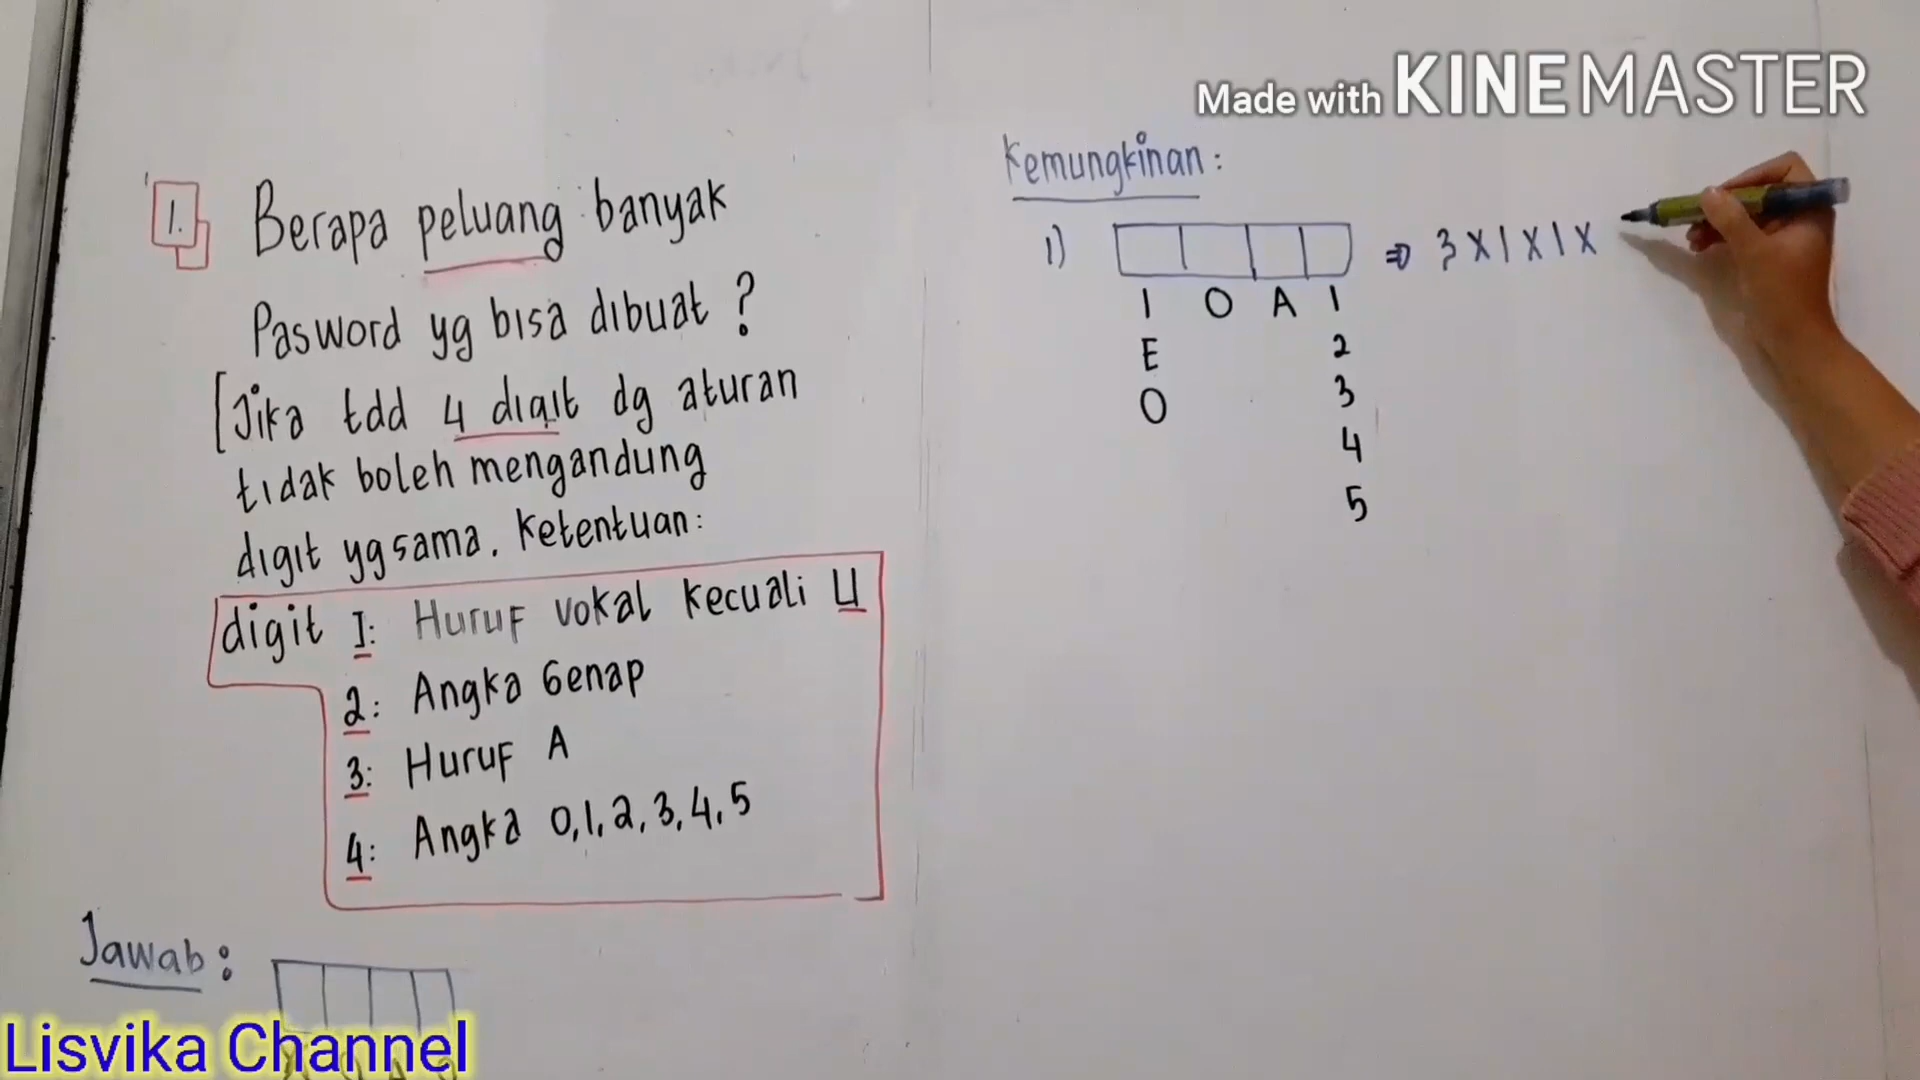 Made with KINEMASTER
1. Berapa peluang banyak
Pasword yg bisa dibuat ?
[Jika tdd 4 digit dg aturan
tidak boleh mengandung
digit yg sama. Ketentuan:
digit I: Huruf vokal kecuali U
2: Angka Genap
3: Huruf A
4: Angka 0,1,2,3,4,5
Jawab:
Kemungkinan:
1) ⇒ 3 x 1 x 1 x
I O A 1
E 2
O 3
4
5
Lisvika Channel